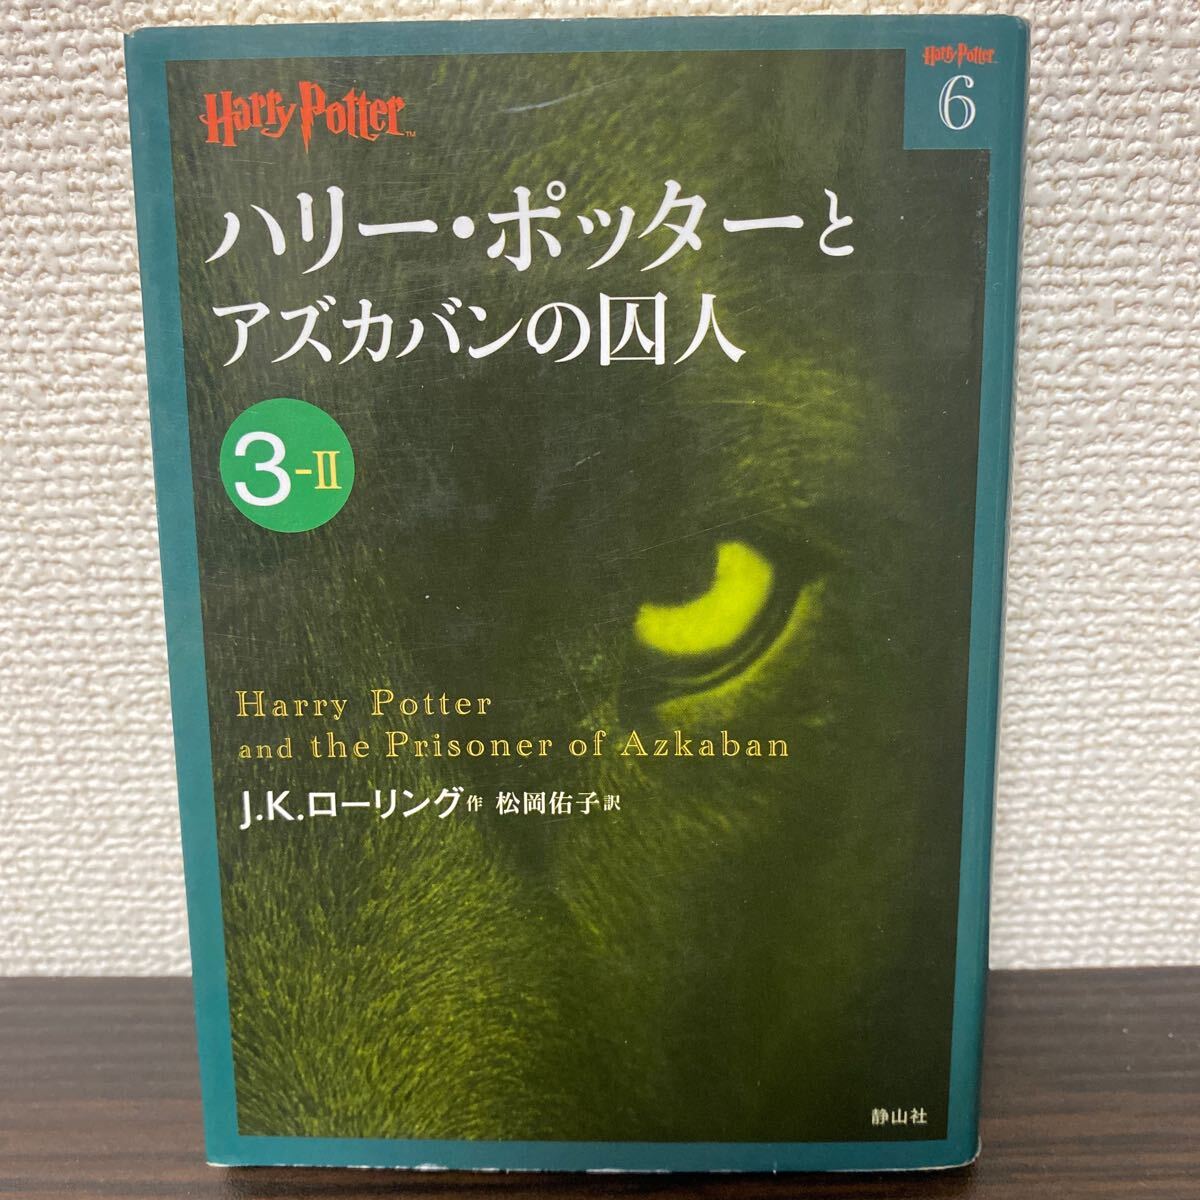 Harry Potter
6
Harry Potter™
ハリー・ポッターと
アズカバンの囚人
3-II
Harry Potter
and the Prisoner of Azkaban
J.K.ローリング作 松岡佑子訳
静山社